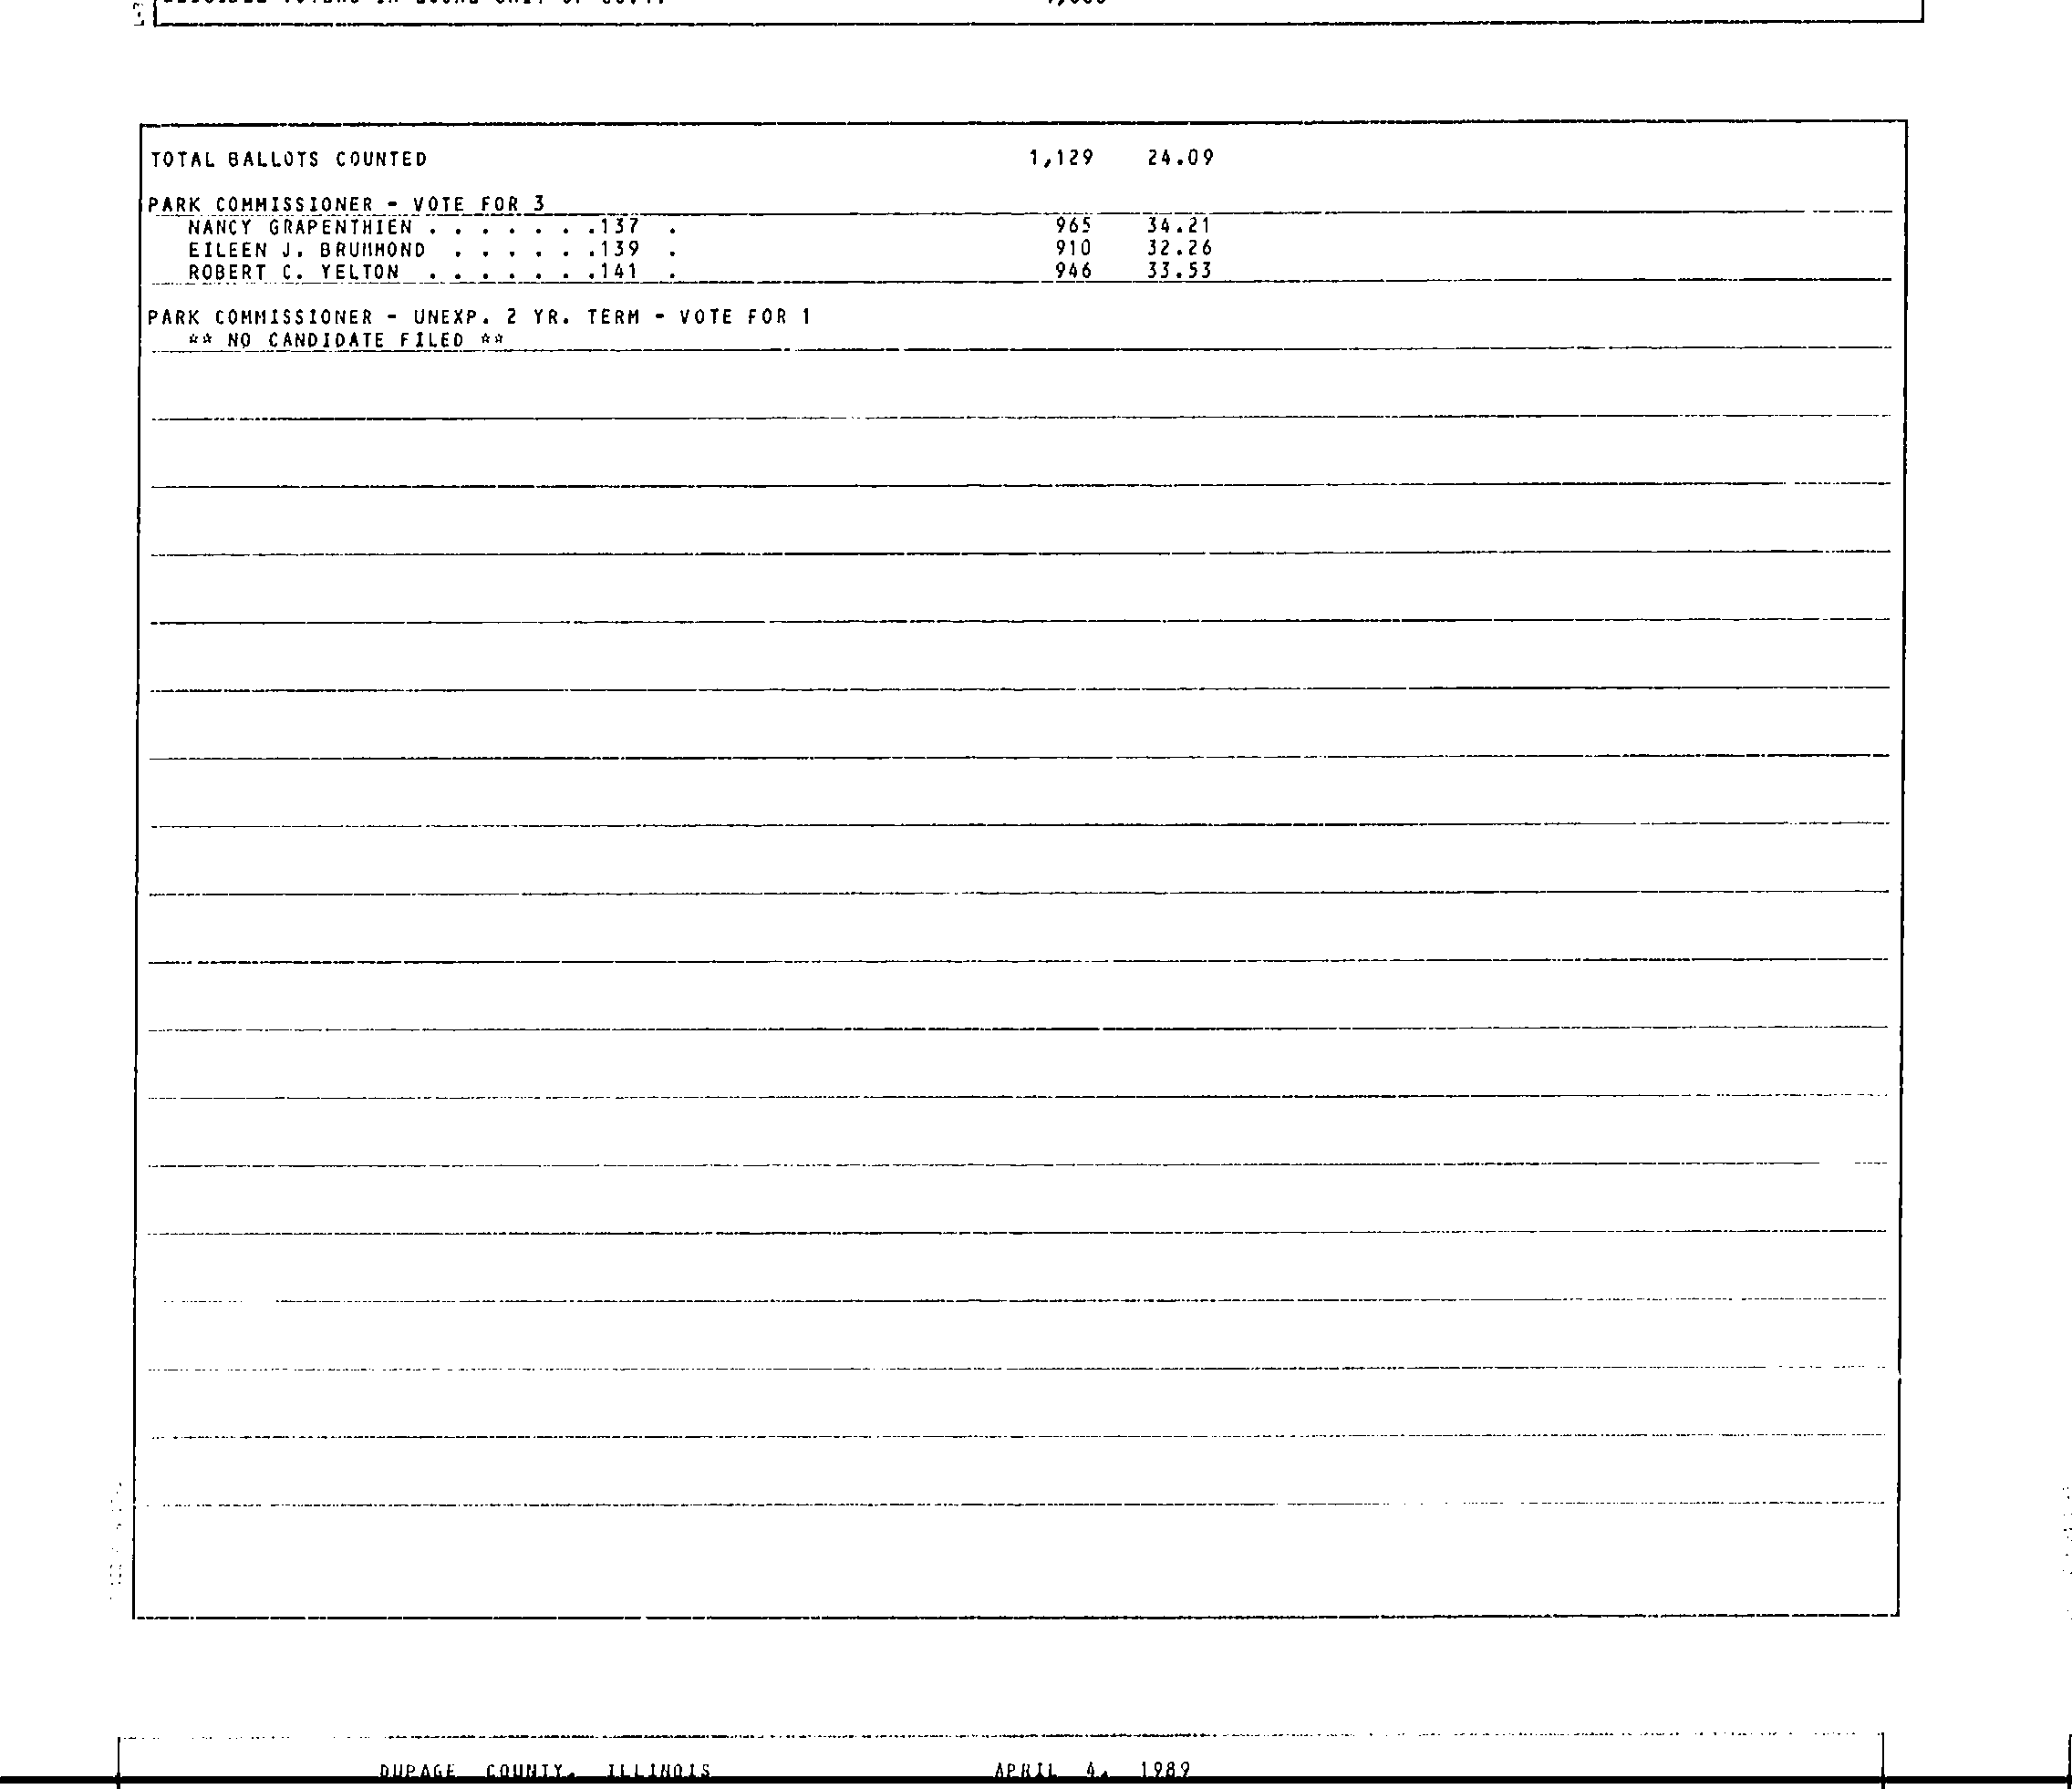 TOTAL BALLOTS COUNTED 1,129 24.09
PARK COMMISSIONER - VOTE FOR 3
NANCY GRAPENTHIEN . . . . . . .137 . 965 34.21
EILEEN J. BRUMMOND . . . . . .139 . 910 32.26
ROBERT C. YELTON . . . . . . .141 . 946 33.53
PARK COMMISSIONER - UNEXP. 2 YR. TERM - VOTE FOR 1
** NO CANDIDATE FILED **
DUPAGE COUNTY, ILLINOIS APRIL 4, 1989